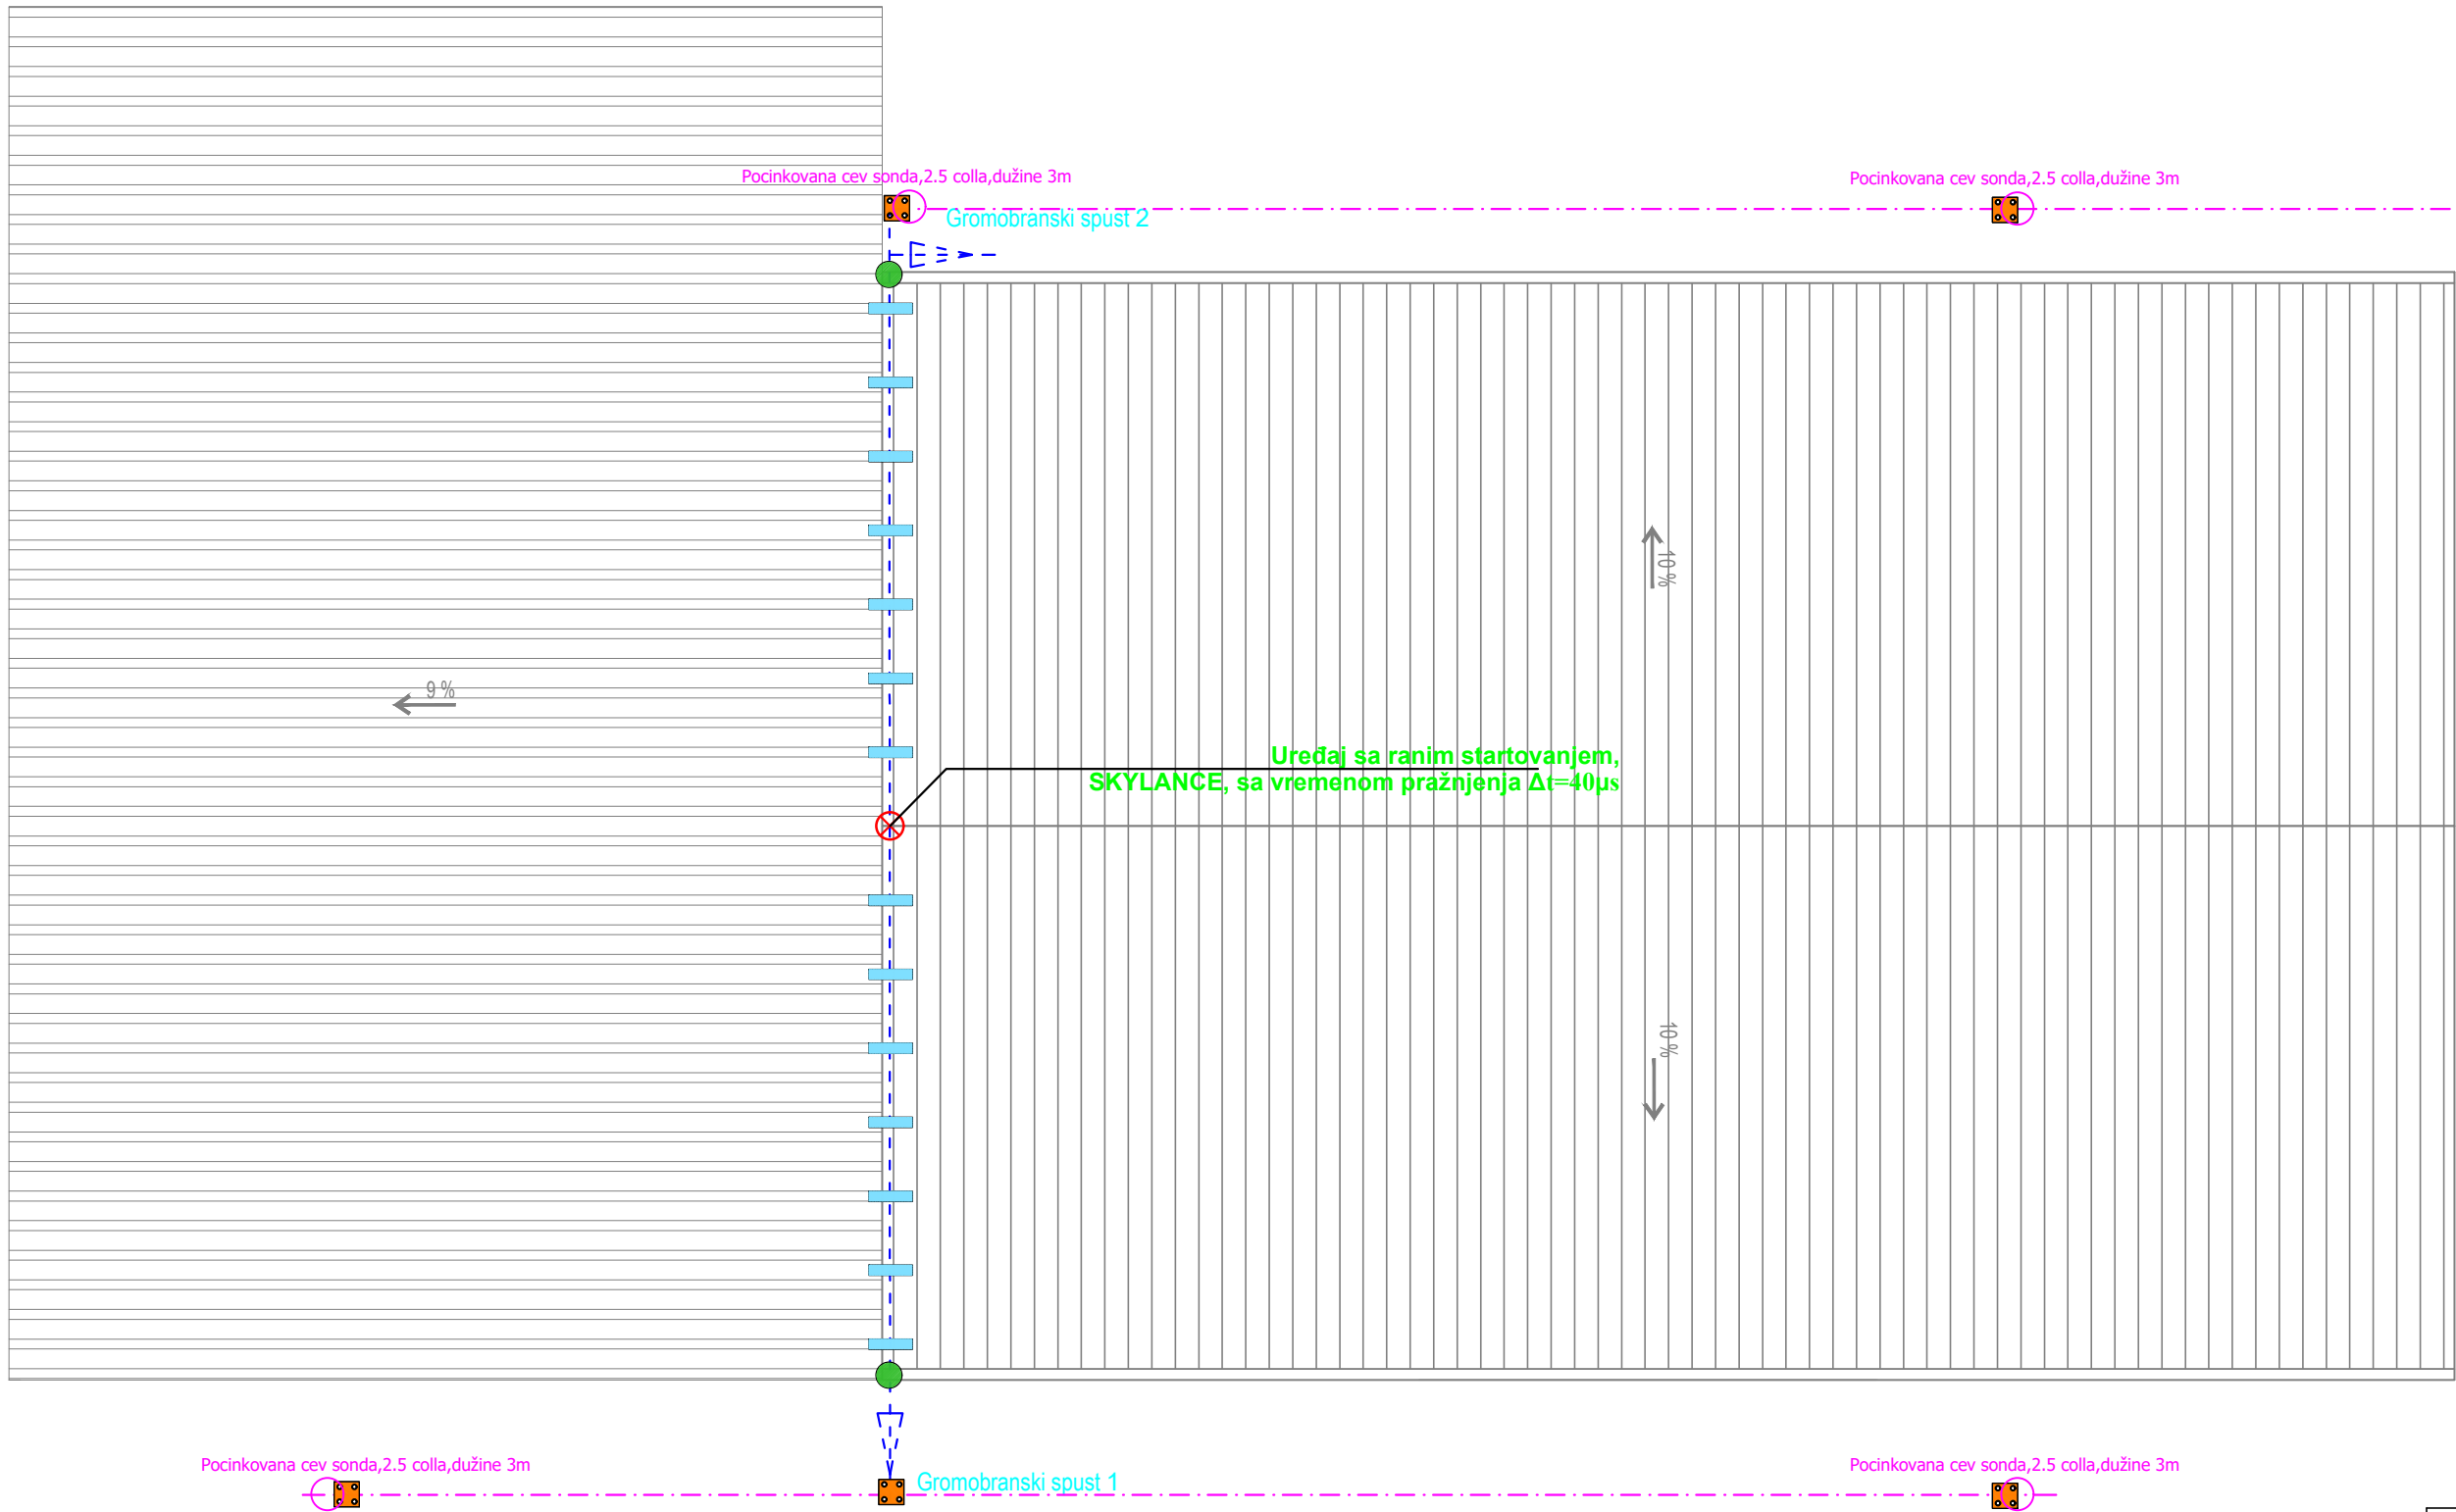 Pocinkovana cev sonda,2.5 colla,dužine 3m
Pocinkovana cev sonda,2.5 colla,dužine 3m
Gromobranski spust 2
10 %
9 %
Uređaj sa ranim startovanjem,
SKYLANCE, sa vremenom pražnjenja Δt=40μs
10 %
Pocinkovana cev sonda,2.5 colla,dužine 3m
Pocinkovana cev sonda,2.5 colla,dužine 3m
Gromobranski spust 1